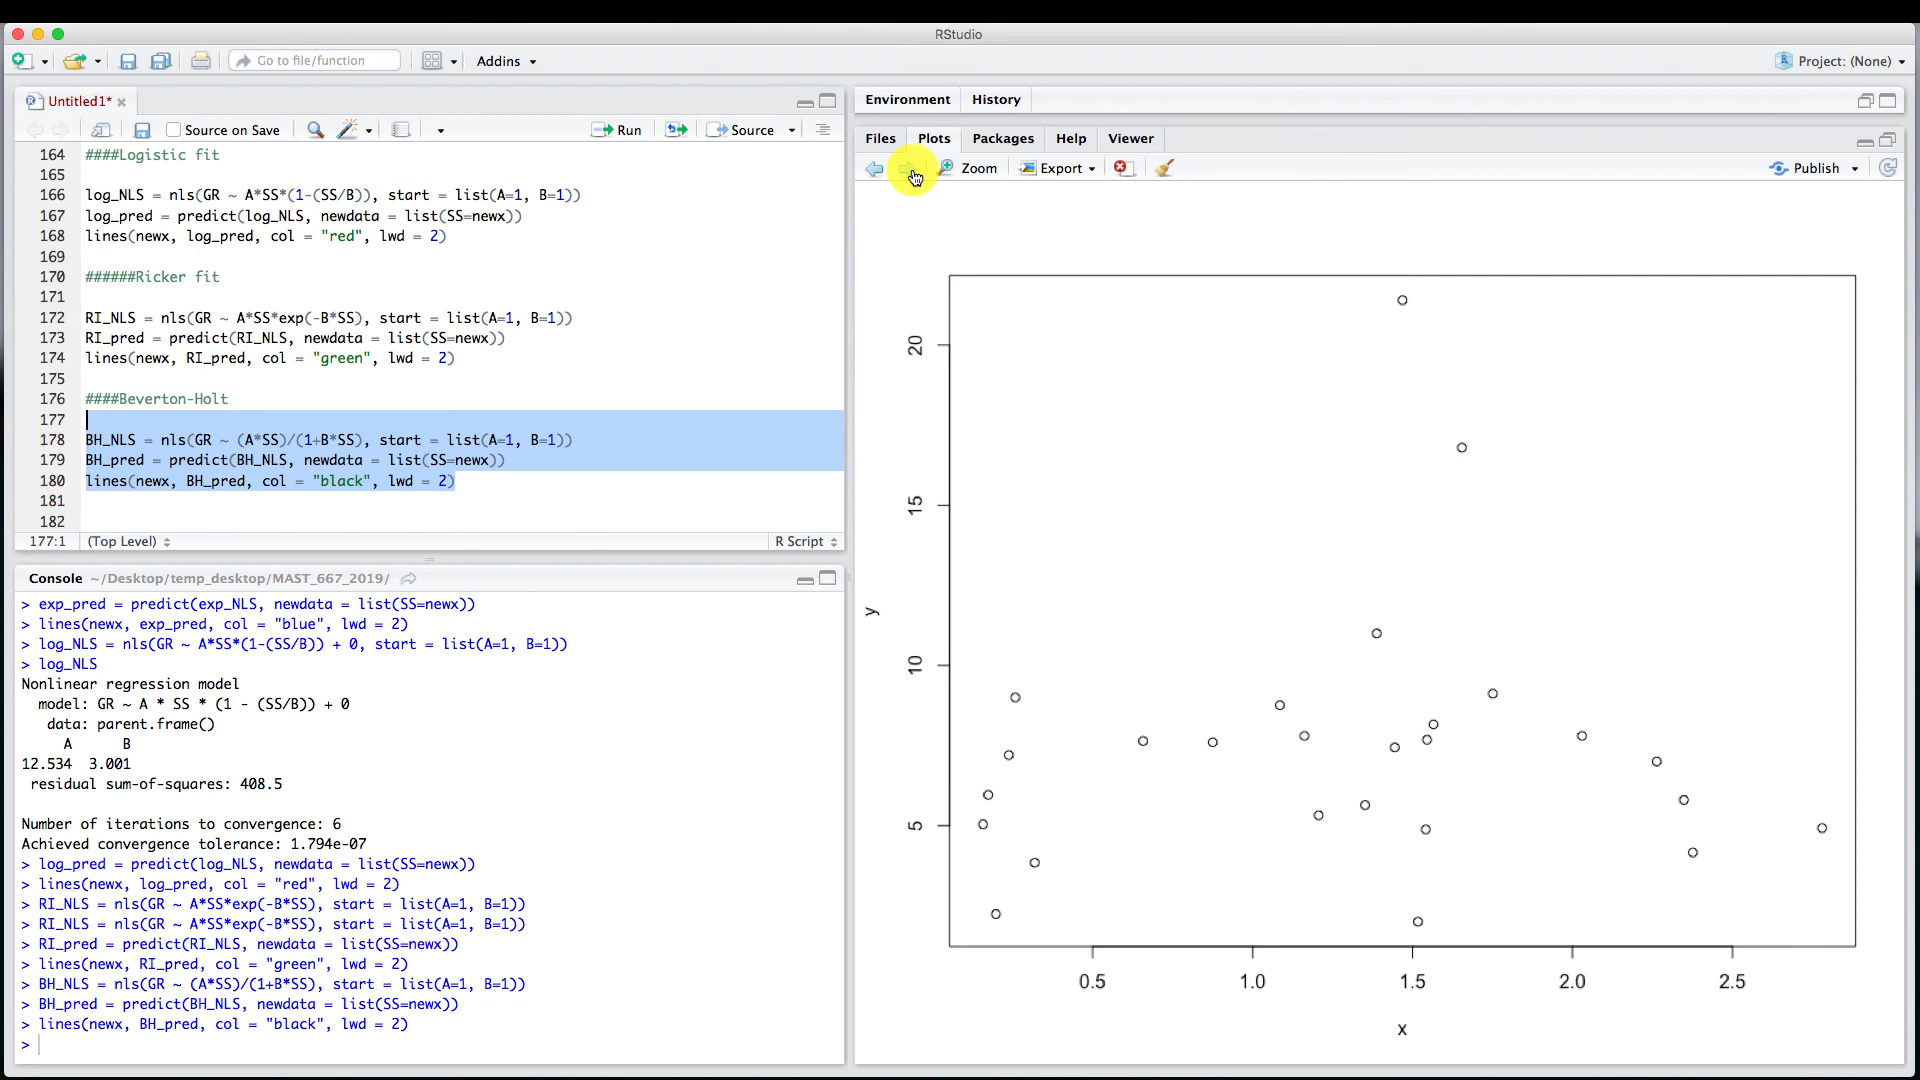 RStudio
Go to file/function
Addins
Project: (None)
Untitled1*
Source on Save
Run
Source
164 ####Logistic fit
165
166 log_NLS = nls(GR ~ A*SS*(1-(SS/B)), start = list(A=1, B=1))
167 log_pred = predict(log_NLS, newdata = list(SS=newx))
168 lines(newx, log_pred, col = "red", lwd = 2)
169
170 ######Ricker fit
171
172 RI_NLS = nls(GR ~ A*SS*exp(-B*SS), start = list(A=1, B=1))
173 RI_pred = predict(RI_NLS, newdata = list(SS=newx))
174 lines(newx, RI_pred, col = "green", lwd = 2)
175
176 ####Beverton-Holt
177
178 BH_NLS = nls(GR ~ (A*SS)/(1+B*SS), start = list(A=1, B=1))
179 BH_pred = predict(BH_NLS, newdata = list(SS=newx))
180 lines(newx, BH_pred, col = "black", lwd = 2)
181
182
177:1 (Top Level) R Script
Console ~/Desktop/temp_desktop/MAST_667_2019/
> exp_pred = predict(exp_NLS, newdata = list(SS=newx))
> lines(newx, exp_pred, col = "blue", lwd = 2)
> log_NLS = nls(GR ~ A*SS*(1-(SS/B)) + 0, start = list(A=1, B=1))
> log_NLS
Nonlinear regression model
model: GR ~ A * SS * (1 - (SS/B)) + 0
data: parent.frame()
A B
12.534 3.001
residual sum-of-squares: 408.5
Number of iterations to convergence: 6
Achieved convergence tolerance: 1.794e-07
> log_pred = predict(log_NLS, newdata = list(SS=newx))
> lines(newx, log_pred, col = "red", lwd = 2)
> RI_NLS = nls(GR ~ A*SS*exp(-B*SS), start = list(A=1, B=1))
> RI_NLS = nls(GR ~ A*SS*exp(-B*SS), start = list(A=1, B=1))
> RI_pred = predict(RI_NLS, newdata = list(SS=newx))
> lines(newx, RI_pred, col = "green", lwd = 2)
> BH_NLS = nls(GR ~ (A*SS)/(1+B*SS), start = list(A=1, B=1))
> BH_pred = predict(BH_NLS, newdata = list(SS=newx))
> lines(newx, BH_pred, col = "black", lwd = 2)
>
Environment History
Files Plots Packages Help Viewer
Zoom Export Publish
20
15
10
5
y
0.5 1.0 1.5 2.0 2.5
x